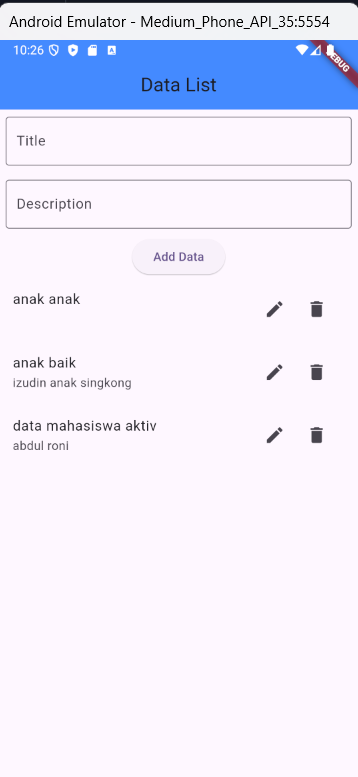 Android Emulator - Medium_Phone_API_35:5554
10:26
DEBUG
Data List
Title
Description
Add Data
anak anak
anak baik
izudin anak singkong
data mahasiswa aktiv
abdul roni